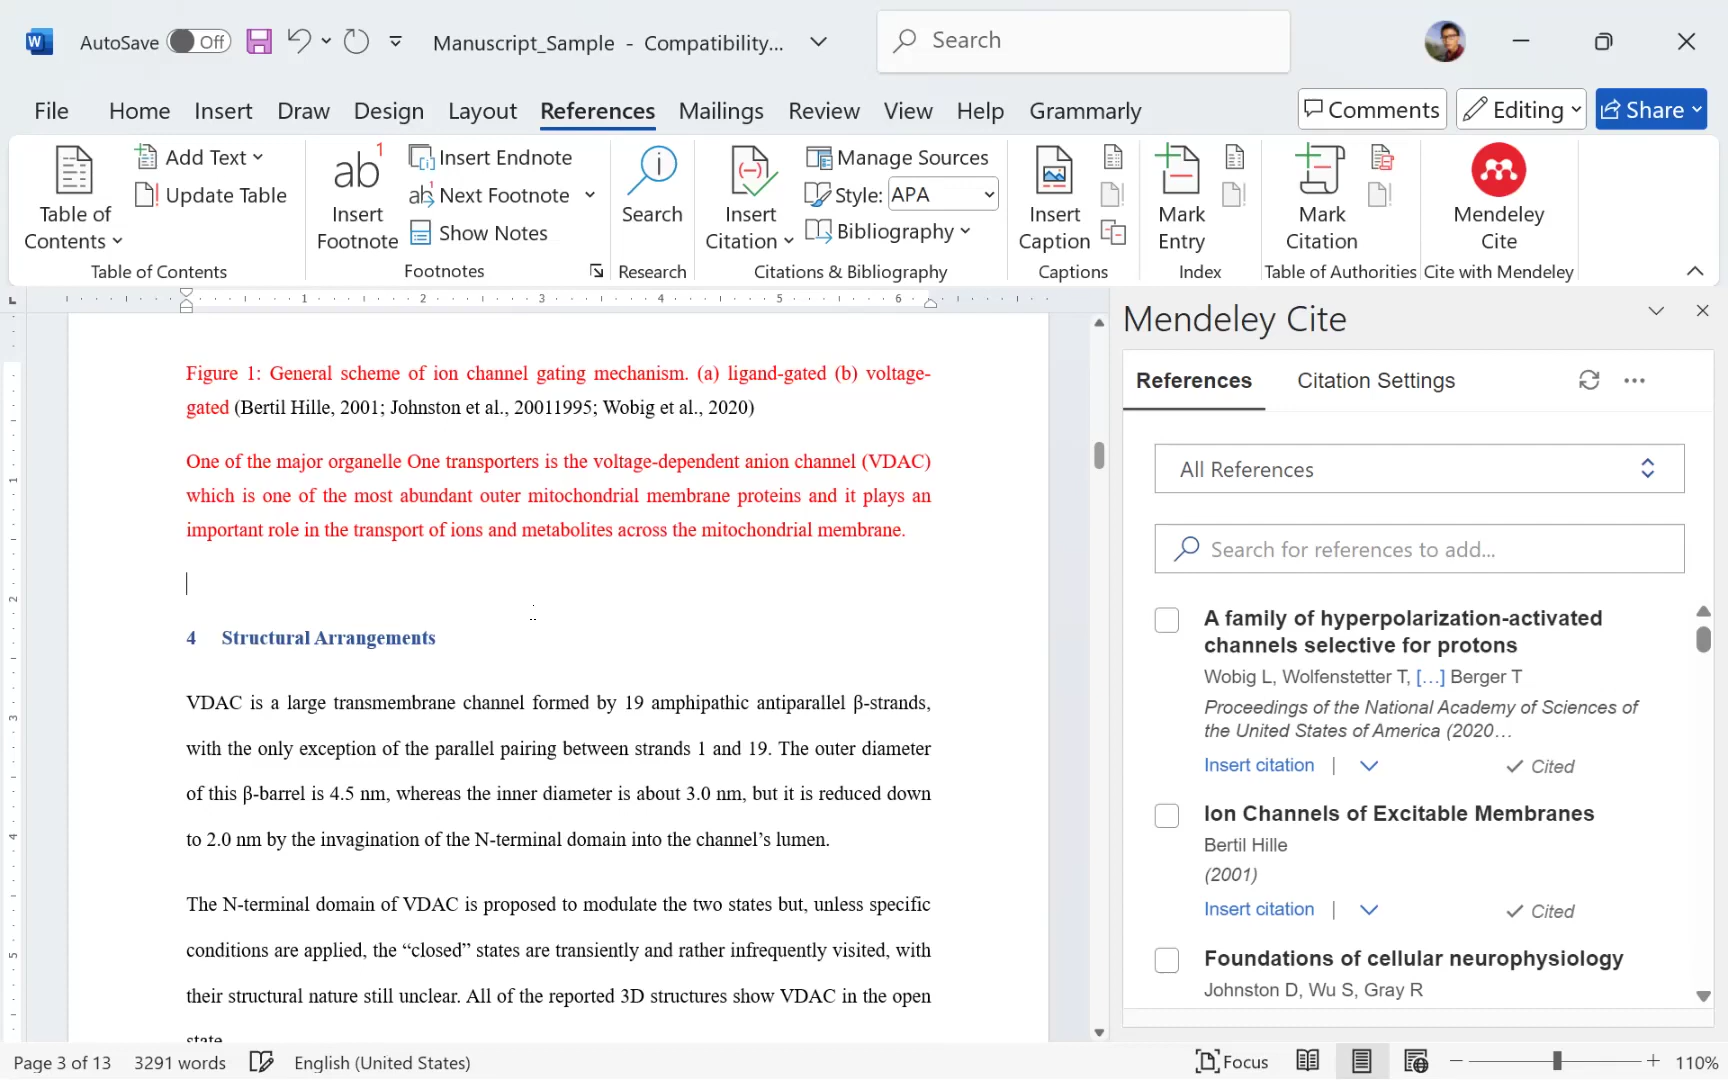 W AutoSave Off Manuscript_Sample - Compatibility... Search
File Home Insert Draw Design Layout References Mailings Review View Help Grammarly Comments Editing Share
Table of Contents
Add Text
Update Table
Table of Contents
ab1
Insert Footnote
Insert Endnote
Next Footnote
Show Notes
Footnotes
Search
Research
Insert Citation
Manage Sources
Style: APA
Bibliography
Citations & Bibliography
Insert Caption
Captions
Mark Entry
Index
Mark Citation
Table of Authorities
Mendeley Cite
Cite with Mendeley
1 2 3 4 5 6
Figure 1: General scheme of ion channel gating mechanism. (a) ligand-gated (b) voltage-
gated (Bertil Hille, 2001; Johnston et al., 20011995; Wobig et al., 2020)
One of the major organelle One transporters is the voltage-dependent anion channel (VDAC)
which is one of the most abundant outer mitochondrial membrane proteins and it plays an
important role in the transport of ions and metabolites across the mitochondrial membrane.
4 Structural Arrangements
VDAC is a large transmembrane channel formed by 19 amphipathic antiparallel β-strands,
with the only exception of the parallel pairing between strands 1 and 19. The outer diameter
of this β-barrel is 4.5 nm, whereas the inner diameter is about 3.0 nm, but it is reduced down
to 2.0 nm by the invagination of the N-terminal domain into the channel’s lumen.
The N-terminal domain of VDAC is proposed to modulate the two states but, unless specific
conditions are applied, the “closed” states are transiently and rather infrequently visited, with
their structural nature still unclear. All of the reported 3D structures show VDAC in the open
state
1
2
3
4
5
Mendeley Cite
References Citation Settings
All References
Search for references to add...
A family of hyperpolarization-activated
channels selective for protons
Wobig L, Wolfenstetter T, [...] Berger T
Proceedings of the National Academy of Sciences of
the United States of America (2020...
Insert citation | Cited
Ion Channels of Excitable Membranes
Bertil Hille
(2001)
Insert citation | Cited
Foundations of cellular neurophysiology
Johnston D, Wu S, Gray R
Page 3 of 13 3291 words English (United States) Focus 110%